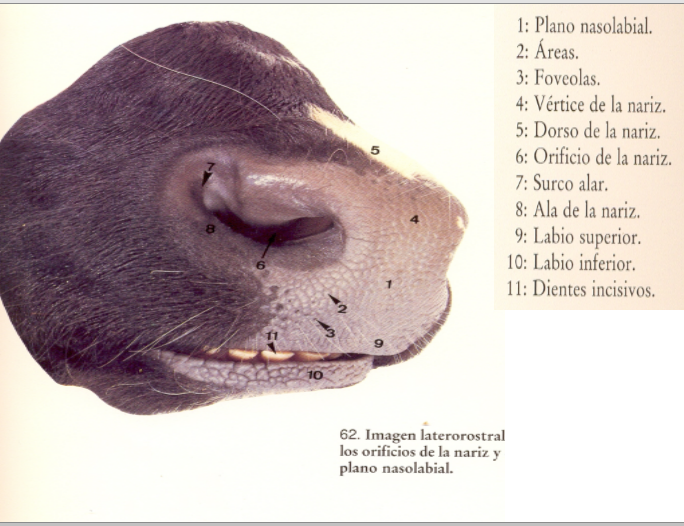 1: Plano nasolabial.
2: Áreas.
3: Foveolas.
4: Vértice de la nariz.
5: Dorso de la nariz.
6: Orificio de la nariz.
7: Surco alar.
8: Ala de la nariz.
9: Labio superior.
10: Labio inferior.
11: Dientes incisivos.
5
7
4
8
6
1
2
3
11
9
10
62. Imagen laterorostral
los orificios de la nariz y
plano nasolabial.